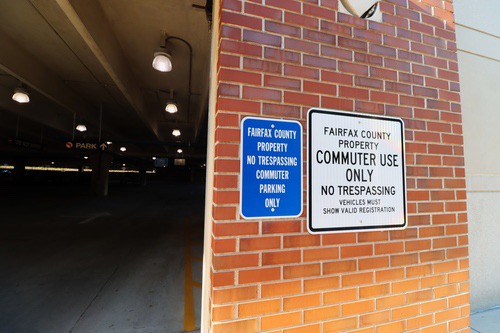 PARK
FAIRFAX COUNTY
PROPERTY
NO TRESPASSING
COMMUTER
PARKING
ONLY
FAIRFAX COUNTY
PROPERTY
COMMUTER USE
ONLY
NO TRESPASSING
VEHICLES MUST
SHOW VALID REGISTRATION